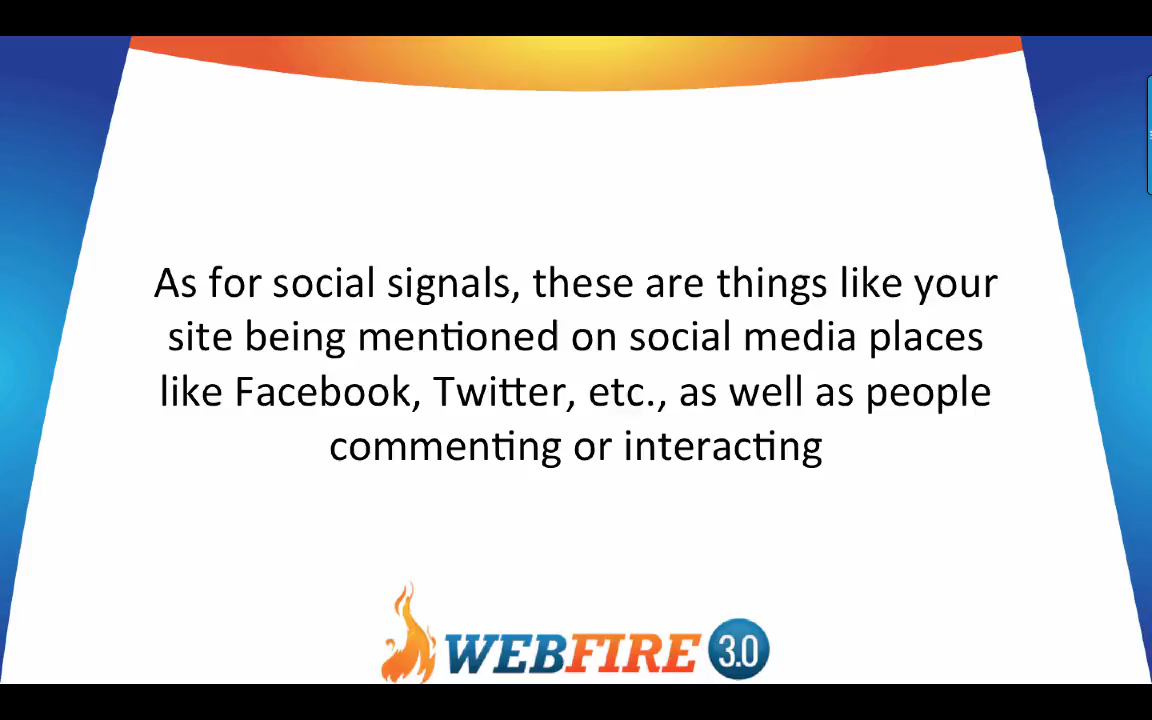 As for social signals, these are things like your
site being mentioned on social media places
like Facebook, Twitter, etc., as well as people
commenting or interacting
WEBFIRE 3.0